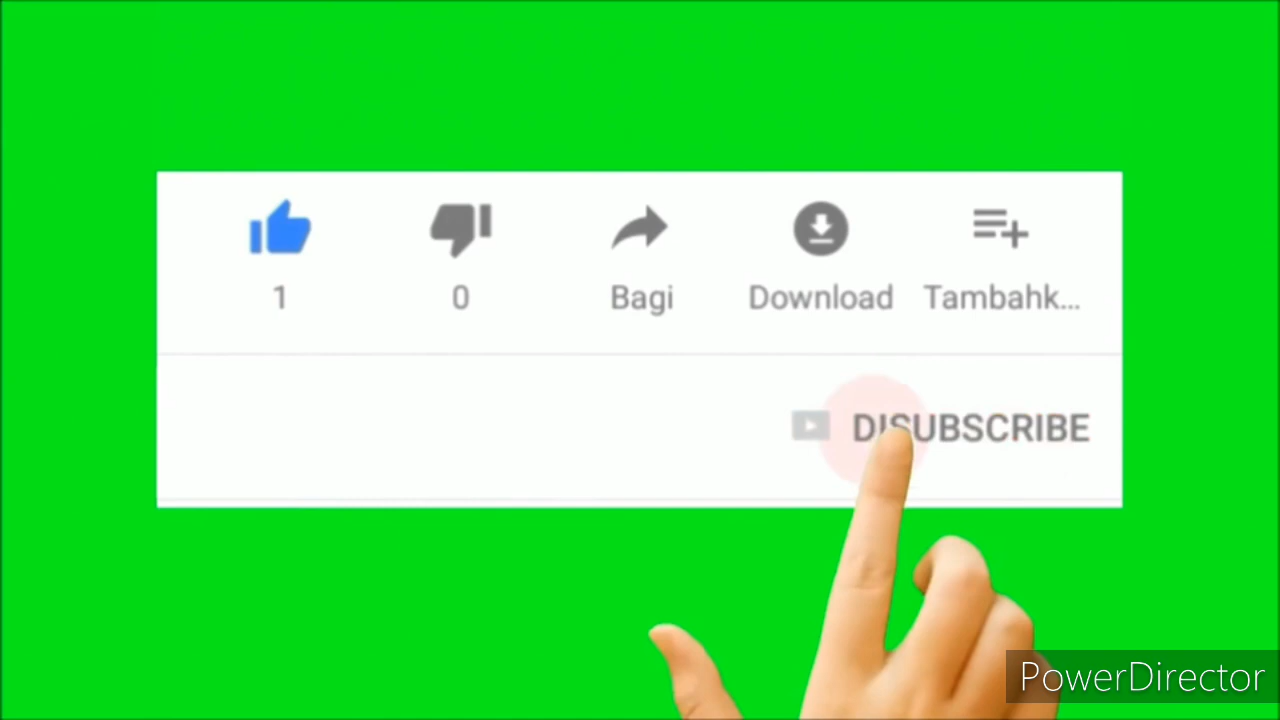 1
0
Bagi
Download
Tambahk...
DISUBSCRIBE
PowerDirector